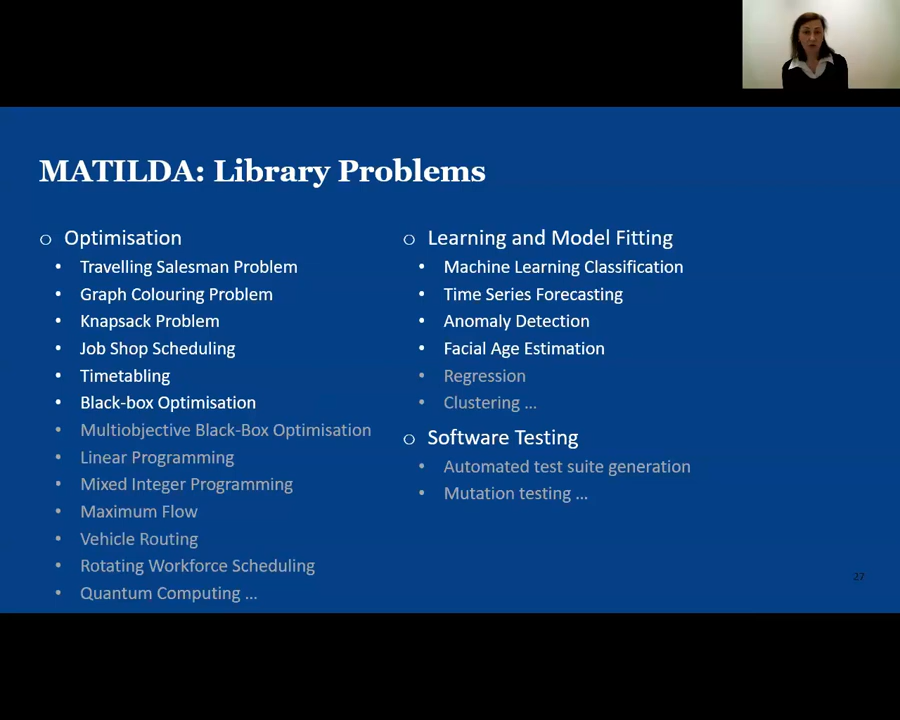 MATILDA: Library Problems
o Optimisation
• Travelling Salesman Problem
• Graph Colouring Problem
• Knapsack Problem
• Job Shop Scheduling
• Timetabling
• Black-box Optimisation
• Multiobjective Black-Box Optimisation
• Linear Programming
• Mixed Integer Programming
• Maximum Flow
• Vehicle Routing
• Rotating Workforce Scheduling
• Quantum Computing ...
o Learning and Model Fitting
• Machine Learning Classification
• Time Series Forecasting
• Anomaly Detection
• Facial Age Estimation
• Regression
• Clustering ...
o Software Testing
• Automated test suite generation
• Mutation testing ...
27